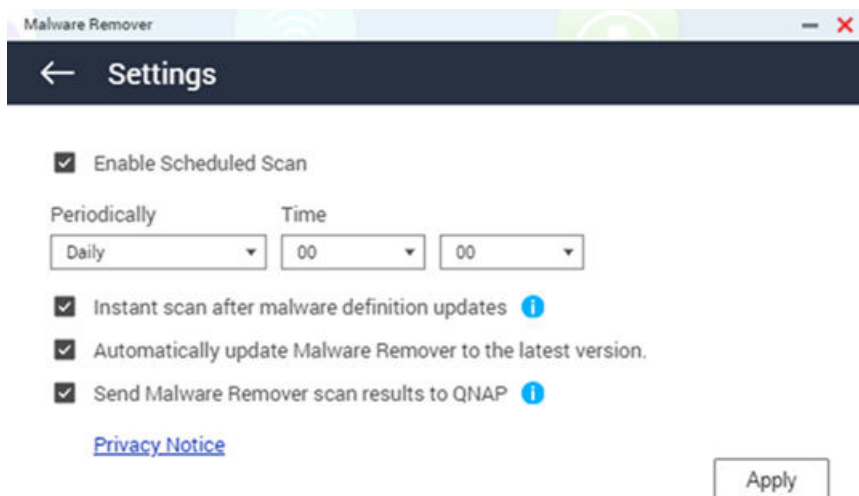 Malware Remover
Settings
Enable Scheduled Scan
Periodically Time
Daily 00 00
Instant scan after malware definition updates
Automatically update Malware Remover to the latest version.
Send Malware Remover scan results to QNAP
Privacy Notice
Apply